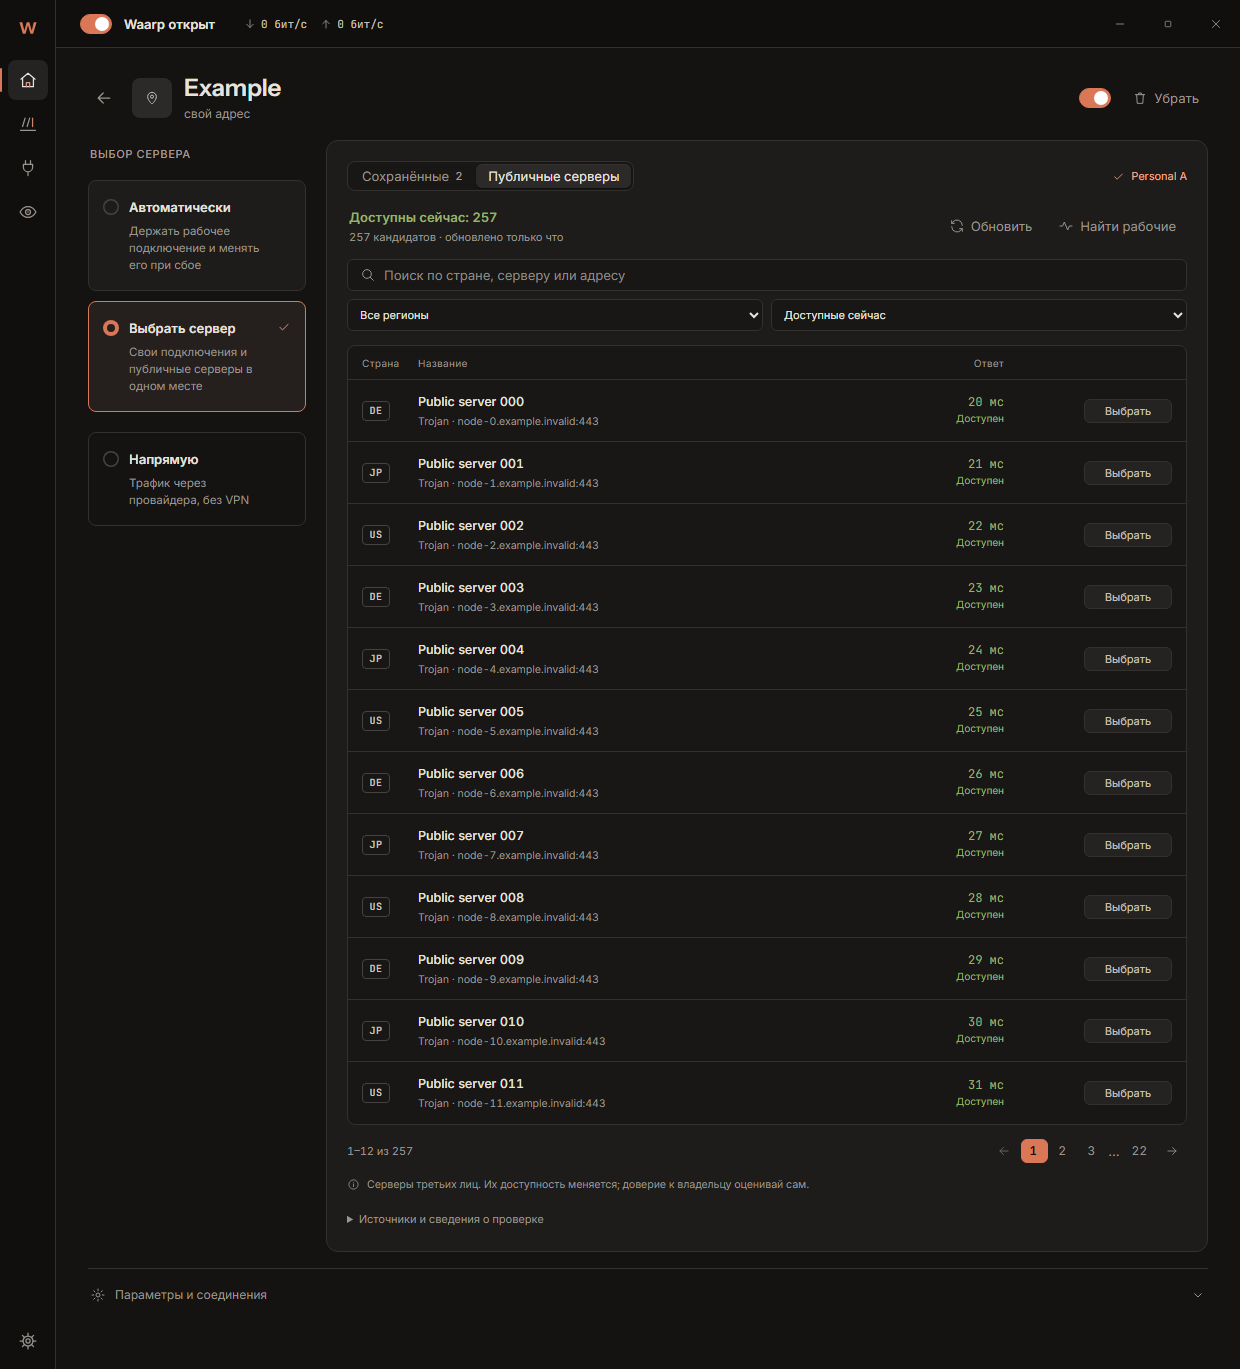 W
Waarp открыт
↓ 0 бит/с ↑ 0 бит/с
Example
свой адрес
Убрать
ВЫБОР СЕРВЕРА
Автоматически
Держать рабочее
подключение и менять
его при сбое
Выбрать сервер
Свои подключения и
публичные серверы в
одном месте
Напрямую
Трафик через
провайдера, без VPN
Сохранённые 2
Публичные серверы
Personal A
Доступны сейчас: 257
257 кандидатов · обновлено только что
Обновить
Найти рабочие
Поиск по стране, серверу или адресу
Все регионы
Доступные сейчас
Страна Название Ответ
DE
Public server 000
Trojan · node-0.example.invalid:443
20 мс
Доступен
Выбрать
JP
Public server 001
Trojan · node-1.example.invalid:443
21 мс
Доступен
Выбрать
US
Public server 002
Trojan · node-2.example.invalid:443
22 мс
Доступен
Выбрать
DE
Public server 003
Trojan · node-3.example.invalid:443
23 мс
Доступен
Выбрать
JP
Public server 004
Trojan · node-4.example.invalid:443
24 мс
Доступен
Выбрать
US
Public server 005
Trojan · node-5.example.invalid:443
25 мс
Доступен
Выбрать
DE
Public server 006
Trojan · node-6.example.invalid:443
26 мс
Доступен
Выбрать
JP
Public server 007
Trojan · node-7.example.invalid:443
27 мс
Доступен
Выбрать
US
Public server 008
Trojan · node-8.example.invalid:443
28 мс
Доступен
Выбрать
DE
Public server 009
Trojan · node-9.example.invalid:443
29 мс
Доступен
Выбрать
JP
Public server 010
Trojan · node-10.example.invalid:443
30 мс
Доступен
Выбрать
US
Public server 011
Trojan · node-11.example.invalid:443
31 мс
Доступен
Выбрать
1–12 из 257
← 1 2 3 ... 22 →
Серверы третьих лиц. Их доступность меняется; доверие к владельцу оценивай сам.
Источники и сведения о проверке
Параметры и соединения